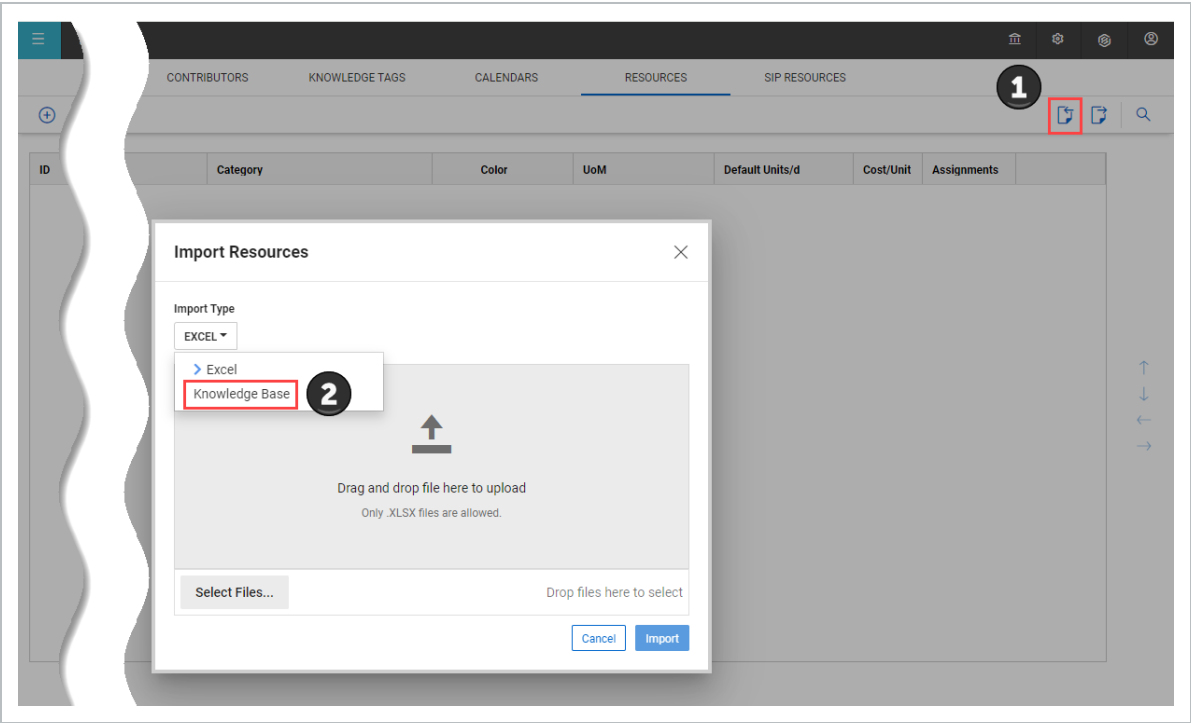 CONTRIBUTORS KNOWLEDGE TAGS CALENDARS RESOURCES SIP RESOURCES
1
ID Category Color UoM Default Units/d Cost/Unit Assignments
Import Resources
Import Type
EXCEL
Excel
Knowledge Base
2
Drag and drop file here to upload
Only .XLSX files are allowed.
Select Files... Drop files here to select
Cancel Import